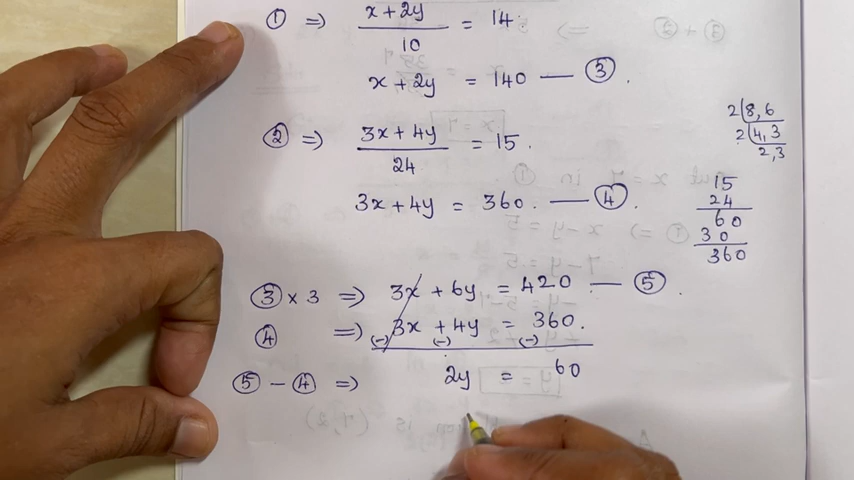 ① ⇒ x + 2y / 10 = 14
x + 2y = 140 — ③.
② ⇒ 3x + 4y / 24 = 15.
3x + 4y = 360. — ④.
2 | 8, 6
2 | 4, 3
2, 3
15
24
60
30
360
③ × 3 ⇒ 3x + 6y = 420 — ⑤.
④ ⇒ 3x + 4y = 360.
(-) (-) (-)
⑤ - ④ ⇒ 2y = 60